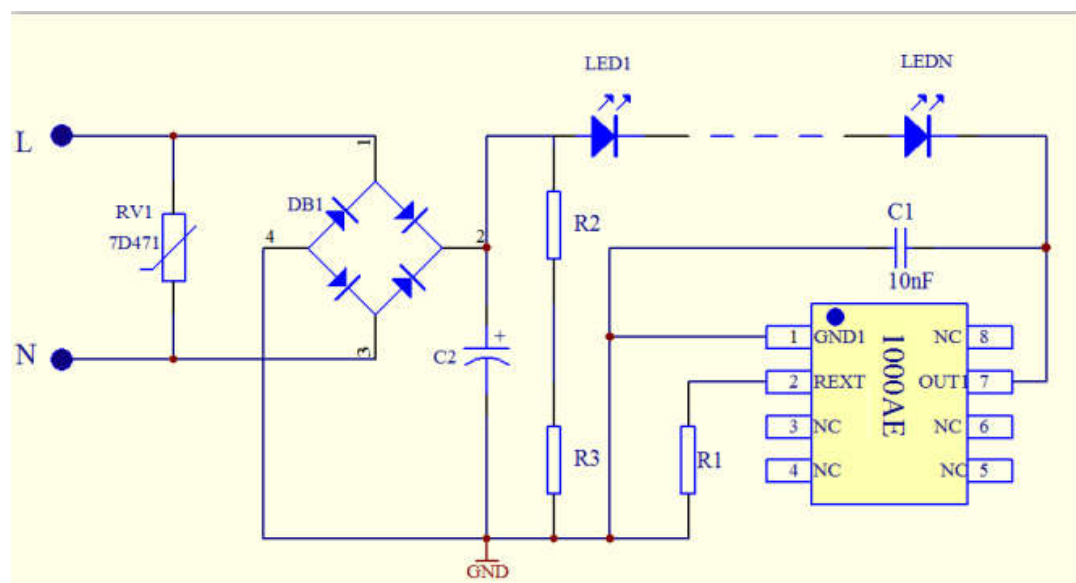 LED1
LEDN
L
1
RV1
7D471
DB1
4
2
R2
C1
10nF
N
3
C2
+
1 GND1
NC 8
2 REXT
OUT1 7
3 NC
NC 6
4 NC
NC 5
1000AE
R3
R1
GND